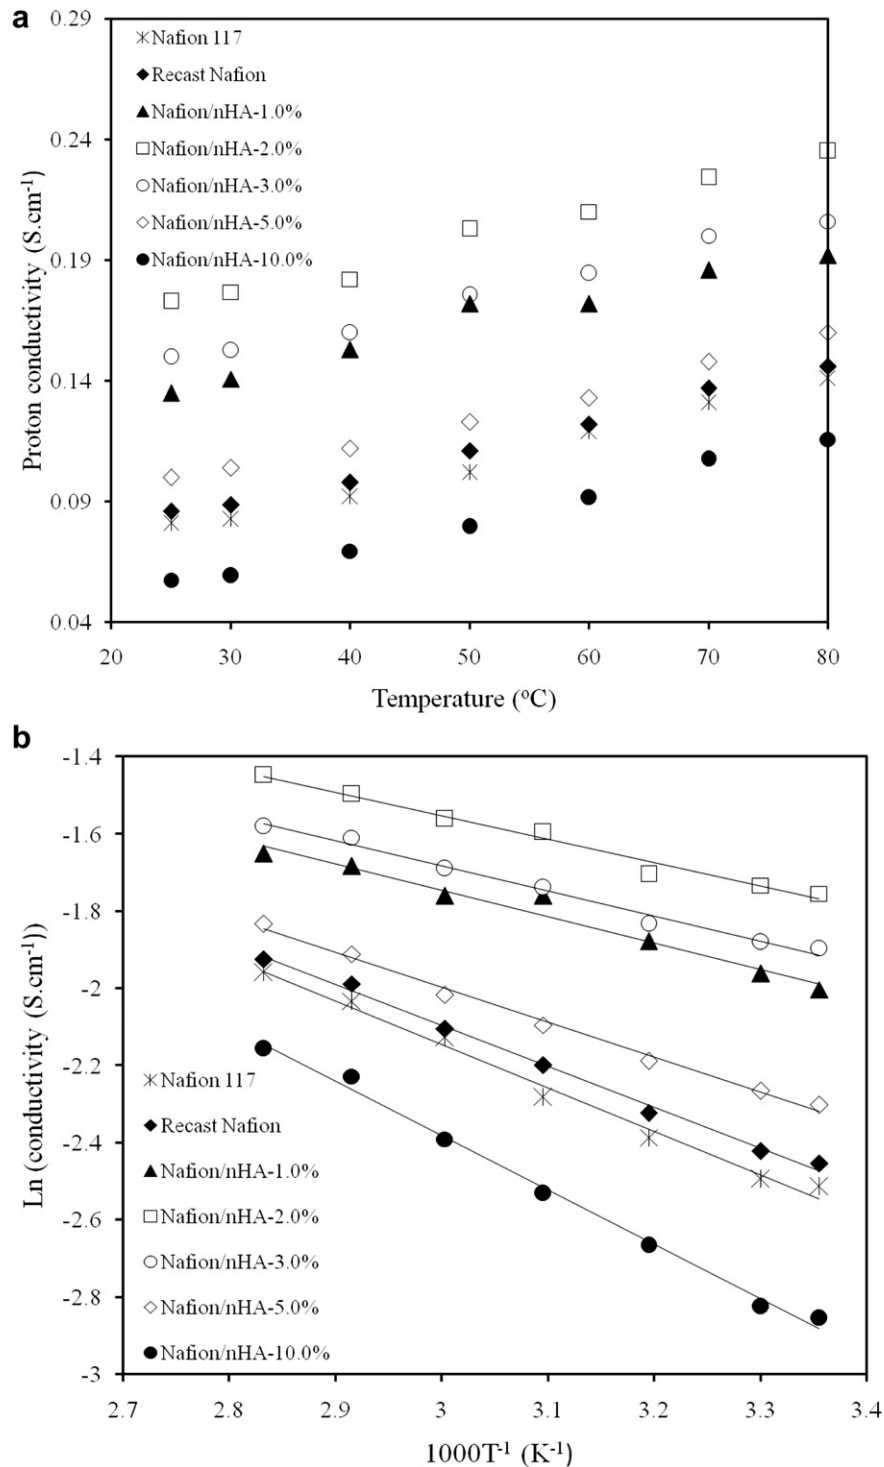 a
0.29
0.24
0.19
0.14
0.09
0.04
Proton conductivity (S.cm-1)
Nafion 117
Recast Nafion
Nafion/nHA-1.0%
Nafion/nHA-2.0%
Nafion/nHA-3.0%
Nafion/nHA-5.0%
Nafion/nHA-10.0%
20 30 40 50 60 70 80
Temperature (oC)
b
-1.4
-1.6
-1.8
-2
-2.2
-2.4
-2.6
-2.8
-3
Ln (conductivity (S.cm-1))
Nafion 117
Recast Nafion
Nafion/nHA-1.0%
Nafion/nHA-2.0%
Nafion/nHA-3.0%
Nafion/nHA-5.0%
Nafion/nHA-10.0%
2.7 2.8 2.9 3 3.1 3.2 3.3 3.4
1000T-1 (K-1)